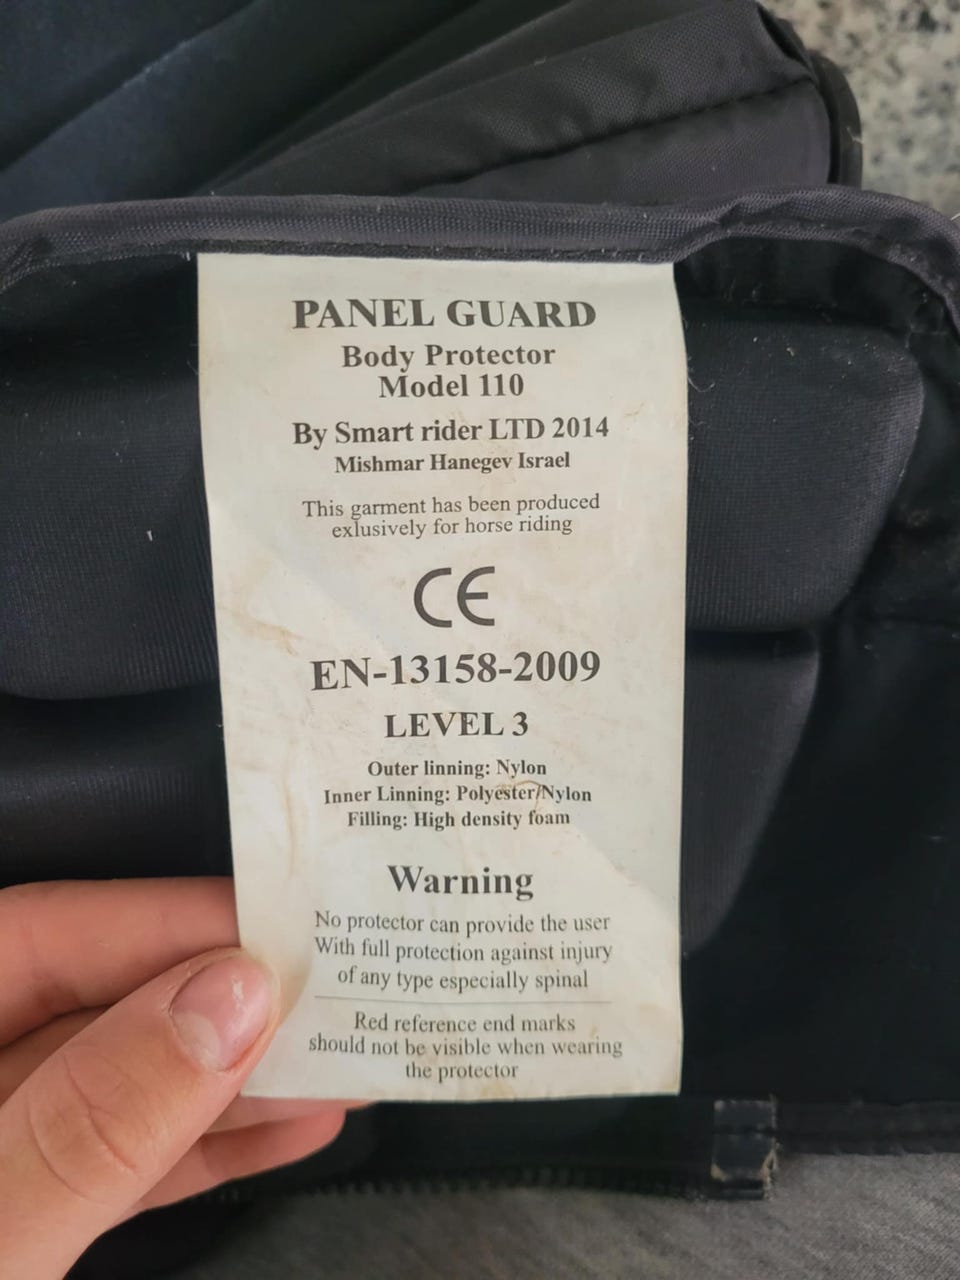 PANEL GUARD
Body Protector
Model 110
By Smart rider LTD 2014
Mishmar Hanegev Israel
This garment has been produced
exlusively for horse riding
CE
EN-13158-2009
LEVEL 3
Outer linning: Nylon
Inner Linning: Polyester/Nylon
Filling: High density foam
Warning
No protector can provide the user
With full protection against injury
of any type especially spinal
Red reference end marks
should not be visible when wearing
the protector